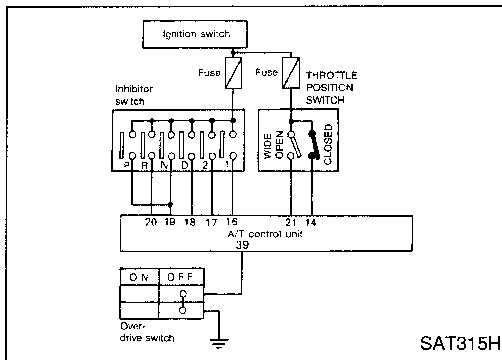 Ignition switch
Fuse
Fuse
THROTTLE
POSITION
SWITCH
Inhibitor
switch
WIDE
OPEN
CLOSED
P R N D 2 1
20 19 18 17 16 21 14
A/T control unit
39
ON OFF
Over-
drive switch
SAT315H